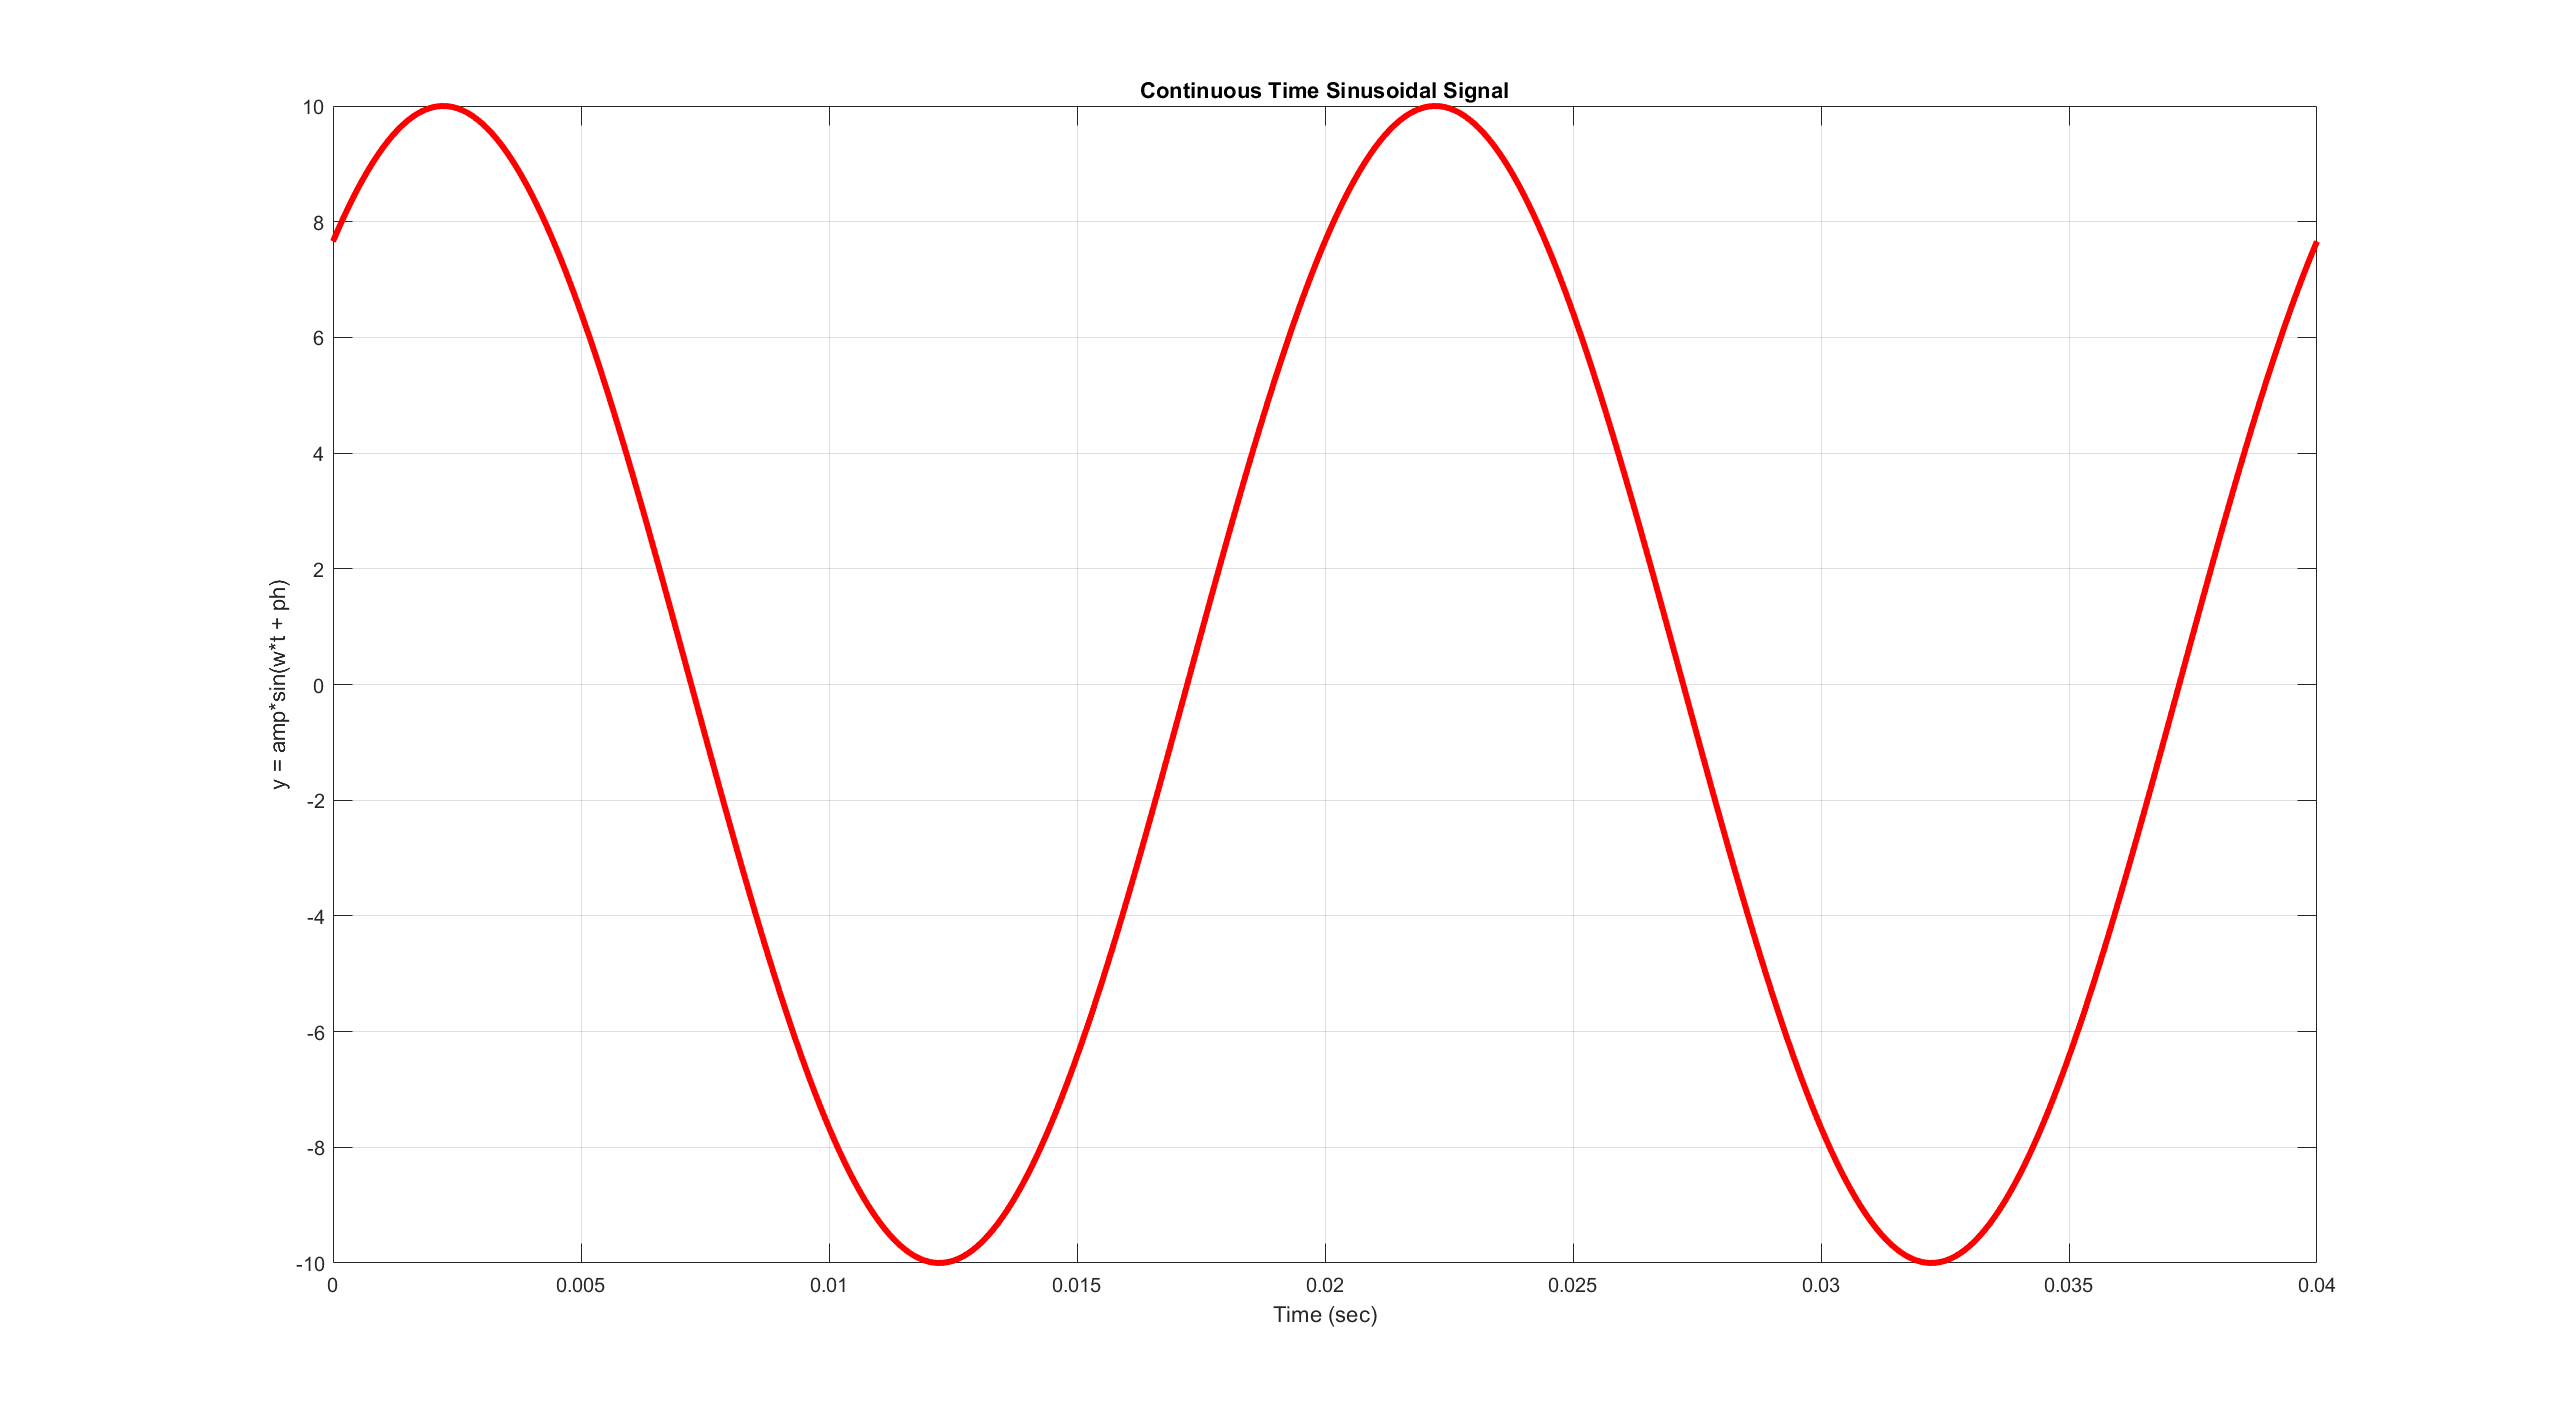 Continuous Time Sinusoidal Signal
10
8
6
4
2
0
-2
-4
-6
-8
-10
y = amp*sin(w*t + ph)
0 0.005 0.01 0.015 0.02 0.025 0.03 0.035 0.04
Time (sec)